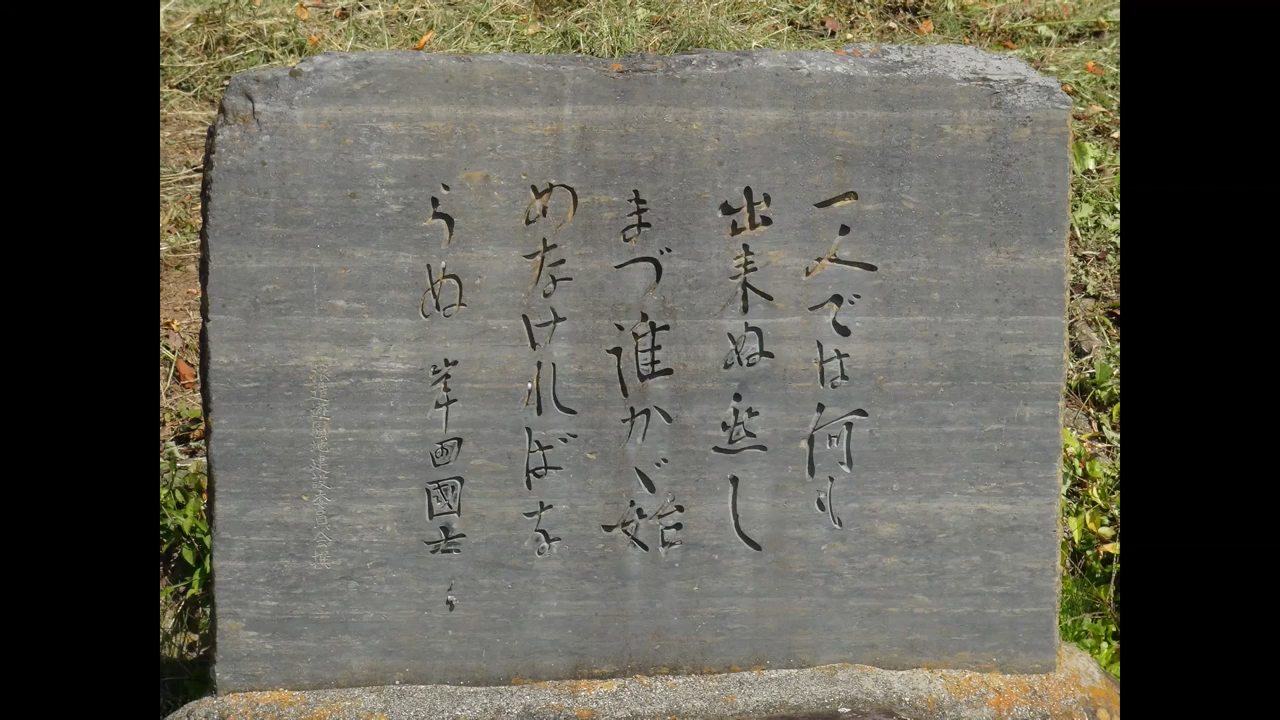 一人では何も
出来ぬ然し
まづ誰かゞ始
めなければな
らぬ 岸田國士